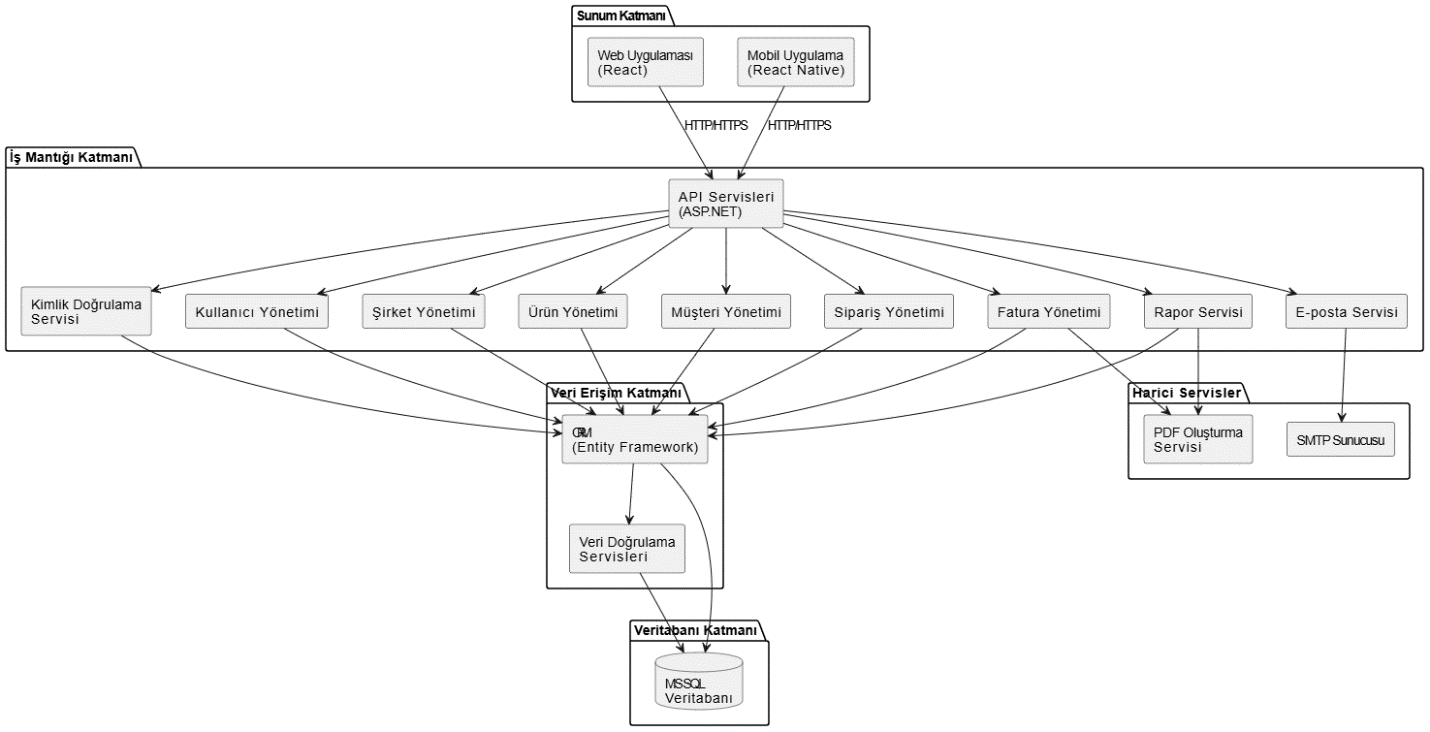 Sunum Katmanı
Web Uygulaması
(React)
Mobil Uygulama
(React Native)
HTTP/HTTPS
HTTP/HTTPS
İş Mantığı Katmanı
API Servisleri
(ASP.NET)
Kimlik Doğrulama
Servisi
Kullanıcı Yönetimi
Şirket Yönetimi
Ürün Yönetimi
Müşteri Yönetimi
Sipariş Yönetimi
Fatura Yönetimi
Rapor Servisi
E-posta Servisi
Veri Erişim Katmanı
ORM
(Entity Framework)
Veri Doğrulama
Servisleri
Harici Servisler
PDF Oluşturma
Servisi
SMTP Sunucusu
Veritabanı Katmanı
MSSQL
Veritabanı